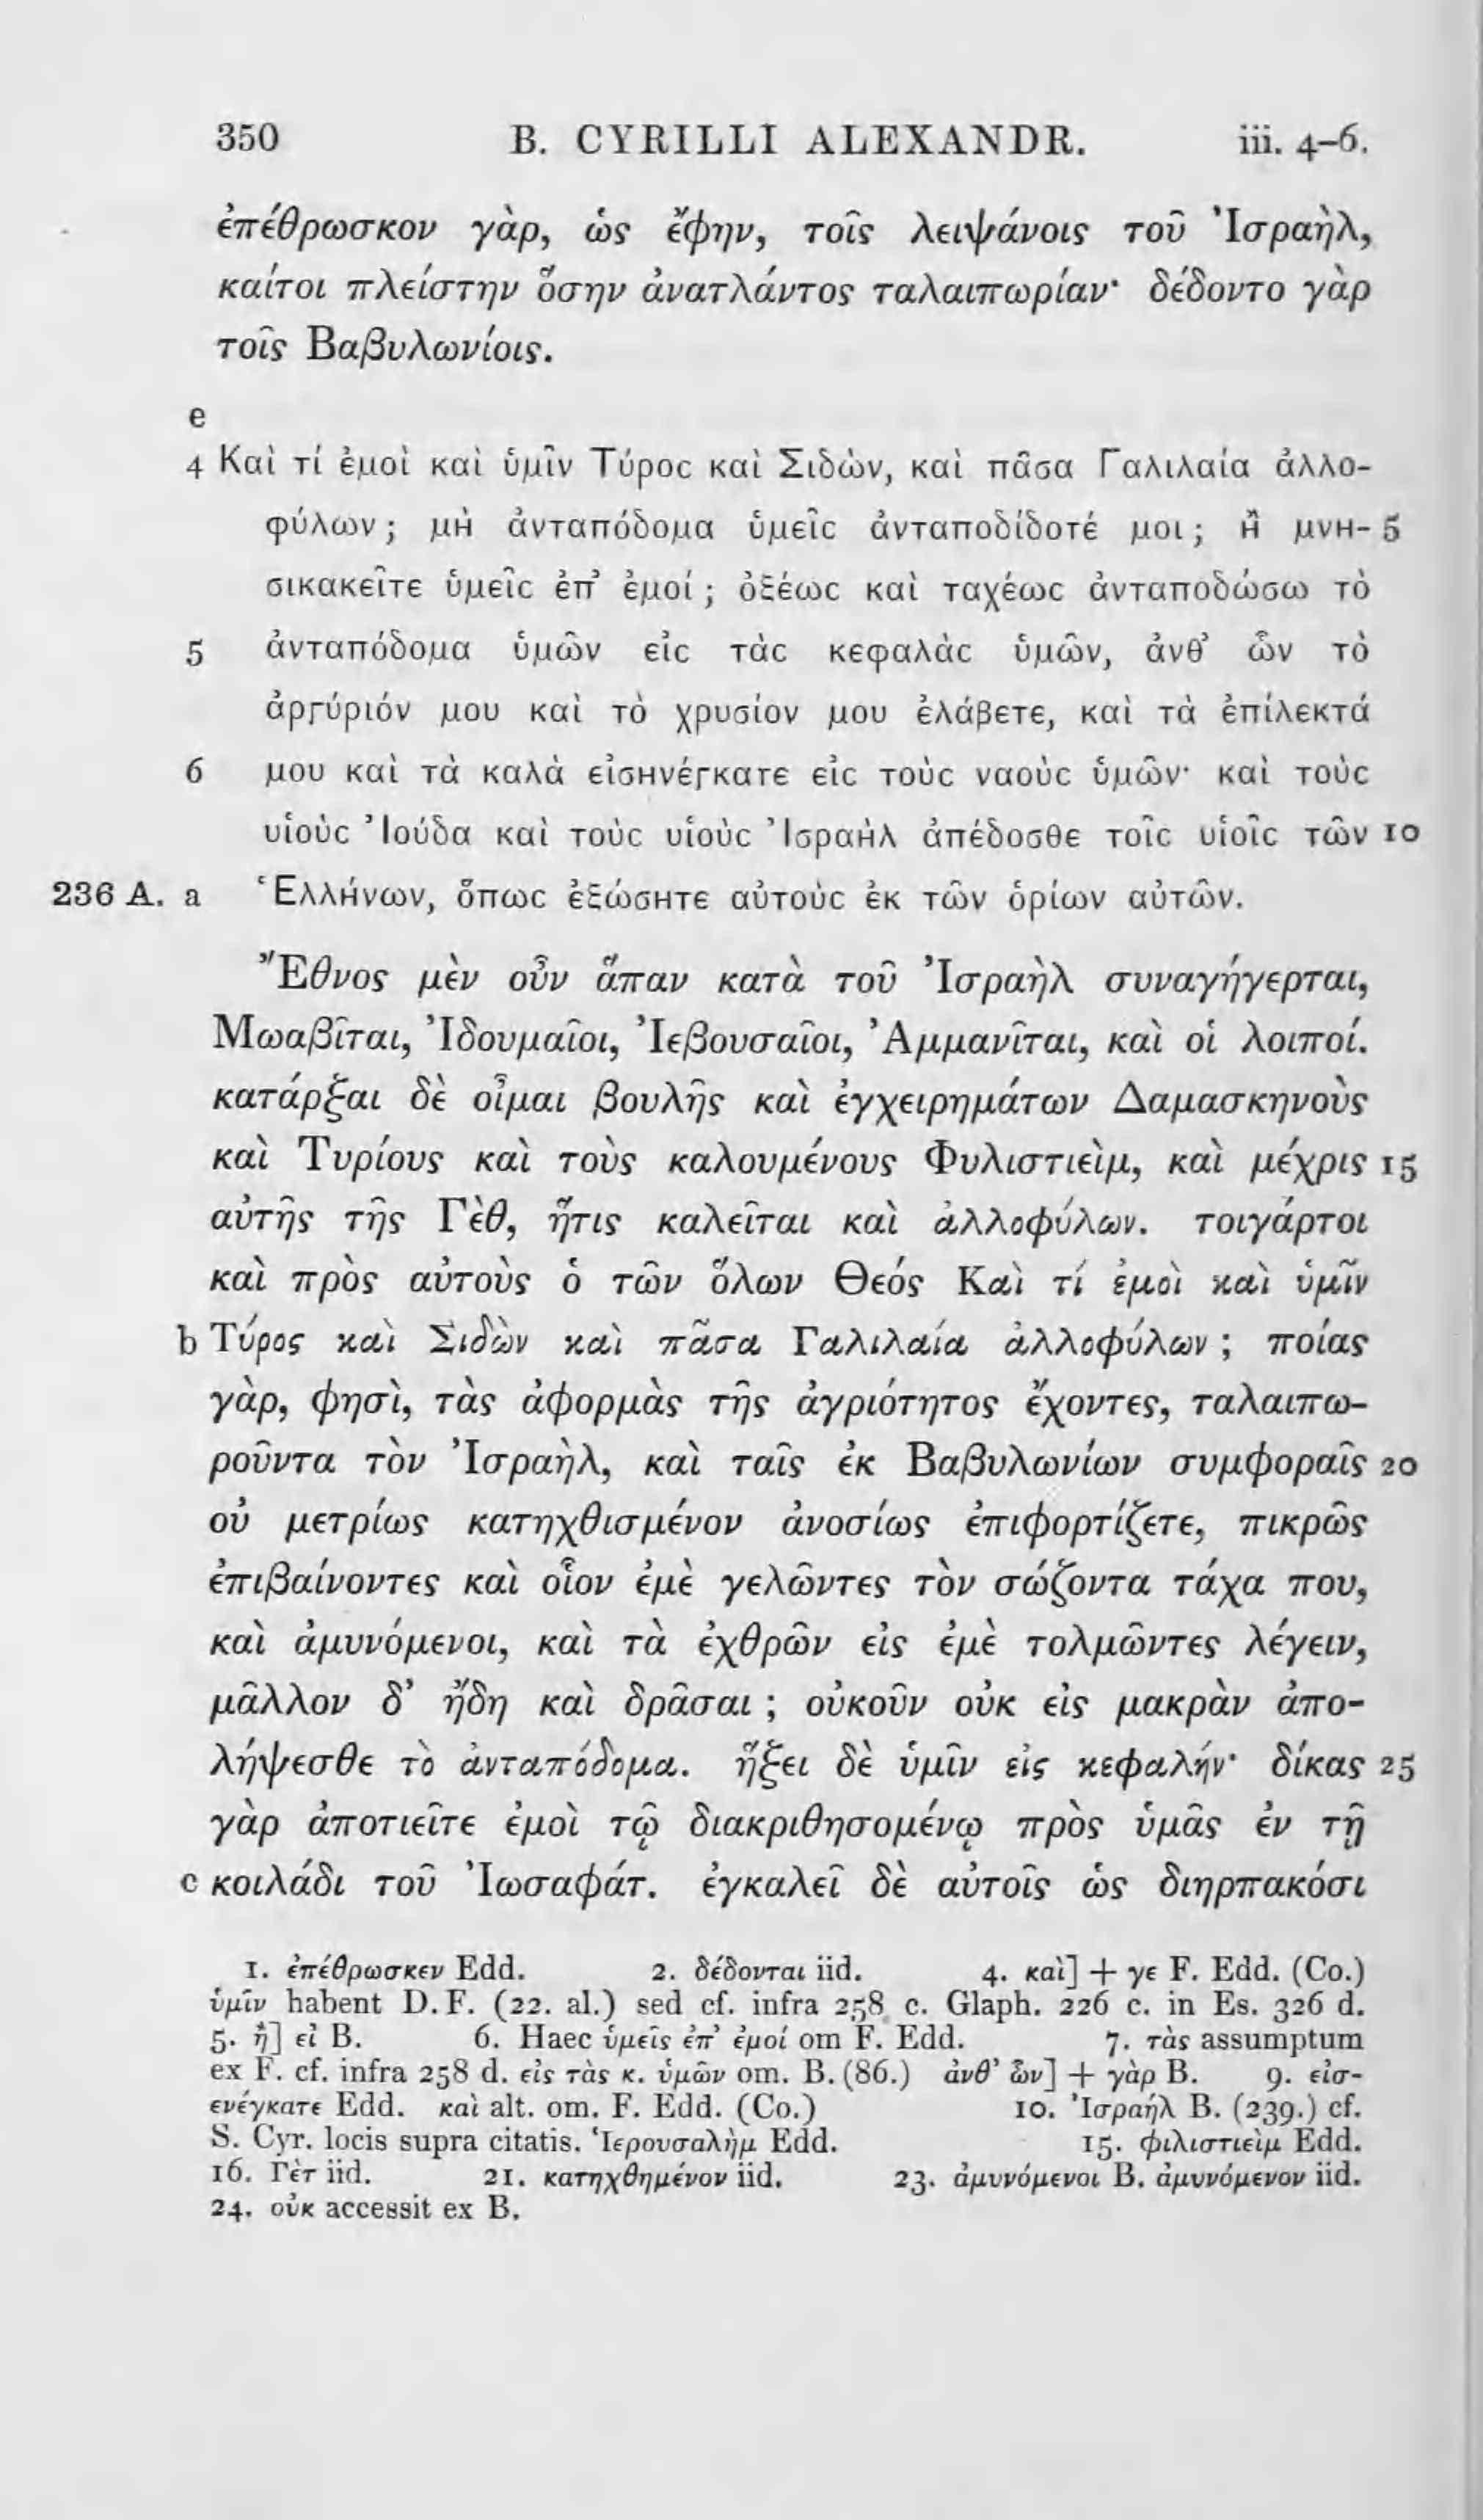 350 B. CYRILLI ALEXANDR. iii. 4–6.
ἐπέθρωσκον γὰρ, ὡς ἔφην, τοῖς λειψάνοις τοῦ Ἰσραὴλ,
καίτοι πλείστην ὅσην ἀνατλάντος ταλαιπωρίαν· δέδοντο γὰρ
τοῖς Βαβυλωνίοις.
e
4 Καὶ τί ἐμοὶ καὶ ὑμῖν Τύρος καὶ Σιδὼν, καὶ πᾶσα Γαλιλαία ἀλλο-
φύλων; μὴ ἀνταπόδομα ὑμεῖς ἀνταποδίδοτέ μοι; ἢ μνη- 5
σικακεῖτε ὑμεῖς ἐπ’ ἐμοί; ὀξέως καὶ ταχέως ἀνταποδώσω τὸ
5 ἀνταπόδομα ὑμῶν εἰς τὰς κεφαλὰς ὑμῶν, ἀνθ’ ὧν τὸ
ἀργύριόν μου καὶ τὸ χρυσίον μου ἐλάβετε, καὶ τὰ ἐπίλεκτά
6 μου καὶ τὰ καλὰ εἰσηνέγκατε εἰς τοὺς ναοὺς ὑμῶν· καὶ τοὺς
υἱοὺς Ἰούδα καὶ τοὺς υἱοὺς Ἰσραὴλ ἀπέδοσθε τοῖς υἱοῖς τῶν 10
236 A. a Ἑλλήνων, ὅπως ἐξώσητε αὐτοὺς ἐκ τῶν ὁρίων αὐτῶν.
Ἔθνος μὲν οὖν ἅπαν κατὰ τοῦ Ἰσραὴλ συναγήγερται,
Μωαβῖται, Ἰδουμαῖοι, Ἰεβουσαῖοι, Ἀμμανῖται, καὶ οἱ λοιποί.
κατάρξαι δὲ οἶμαι βουλῆς καὶ ἐγχειρημάτων Δαμασκηνοὺς
καὶ Τυρίους καὶ τοὺς καλουμένους Φυλιστιεὶμ, καὶ μέχρις 15
αὐτῆς τῆς Γὲθ, ἥτις καλεῖται καὶ ἀλλοφύλων. τοιγάρτοι
καὶ πρὸς αὐτοὺς ὁ τῶν ὅλων Θεός Καὶ τί ἐμοὶ καὶ ὑμῖν
b Τύρος καὶ Σιδὼν καὶ πᾶσα Γαλιλαία ἀλλοφύλων; ποίας
γὰρ, φησὶ, τὰς ἀφορμὰς τῆς ἀγριότητος ἔχοντες, ταλαιπω-
ροῦντα τὸν Ἰσραὴλ, καὶ ταῖς ἐκ Βαβυλωνίων συμφοραῖς 20
οὐ μετρίως κατηχθισμένον ἀνοσίως ἐπιφορτίζετε, πικρῶς
ἐπιβαίνοντες καὶ οἷον ἐμὲ γελῶντες τὸν σώζοντα τάχα που,
καὶ ἀμυνόμενοι, καὶ τὰ ἐχθρῶν εἰς ἐμὲ τολμῶντες λέγειν,
μᾶλλον δ’ ἤδη καὶ δρᾶσαι; οὐκοῦν οὐκ εἰς μακρὰν ἀπο-
λήψεσθε τὸ ἀνταπόδομα. ἥξει δὲ ὑμῖν εἰς κεφαλήν· δίκας 25
γὰρ ἀποτιεῖτε ἐμοὶ τῷ διακριθησομένῳ πρὸς ὑμᾶς ἐν τῇ
c κοιλάδι τοῦ Ἰωσαφάτ. ἐγκαλεῖ δὲ αὐτοῖς ὡς διηρπακόσι
1. ἐπέθρωσκεν Edd. 2. δέδονται iid. 4. καὶ] + γε F. Edd. (Co.)
ὑμῖν habent D. F. (22. al.) sed cf. infra 258 c. Glaph. 226 c. in Es. 326 d.
5. ἢ] εἰ B. 6. Haec ὑμεῖς ἐπ’ ἐμοί om F. Edd. 7. τὰς assumptum
ex F. cf. infra 258 d. εἰς τὰς κ. ὑμῶν om. B. (86.) ἀνθ’ ὧν] + γὰρ B. 9. εἰσ-
ενέγκατε Edd. καὶ alt. om. F. Edd. (Co.) 10. Ἰσραήλ B. (239.) cf.
S. Cyr. locis supra citatis. Ἱερουσαλὴμ Edd. 15. φιλιστιεὶμ Edd.
16. Γὲτ iid. 21. κατηχθημένον iid. 23. ἀμυνόμενοι B. ἀμυνόμενον iid.
24. οὐκ accessit ex B.